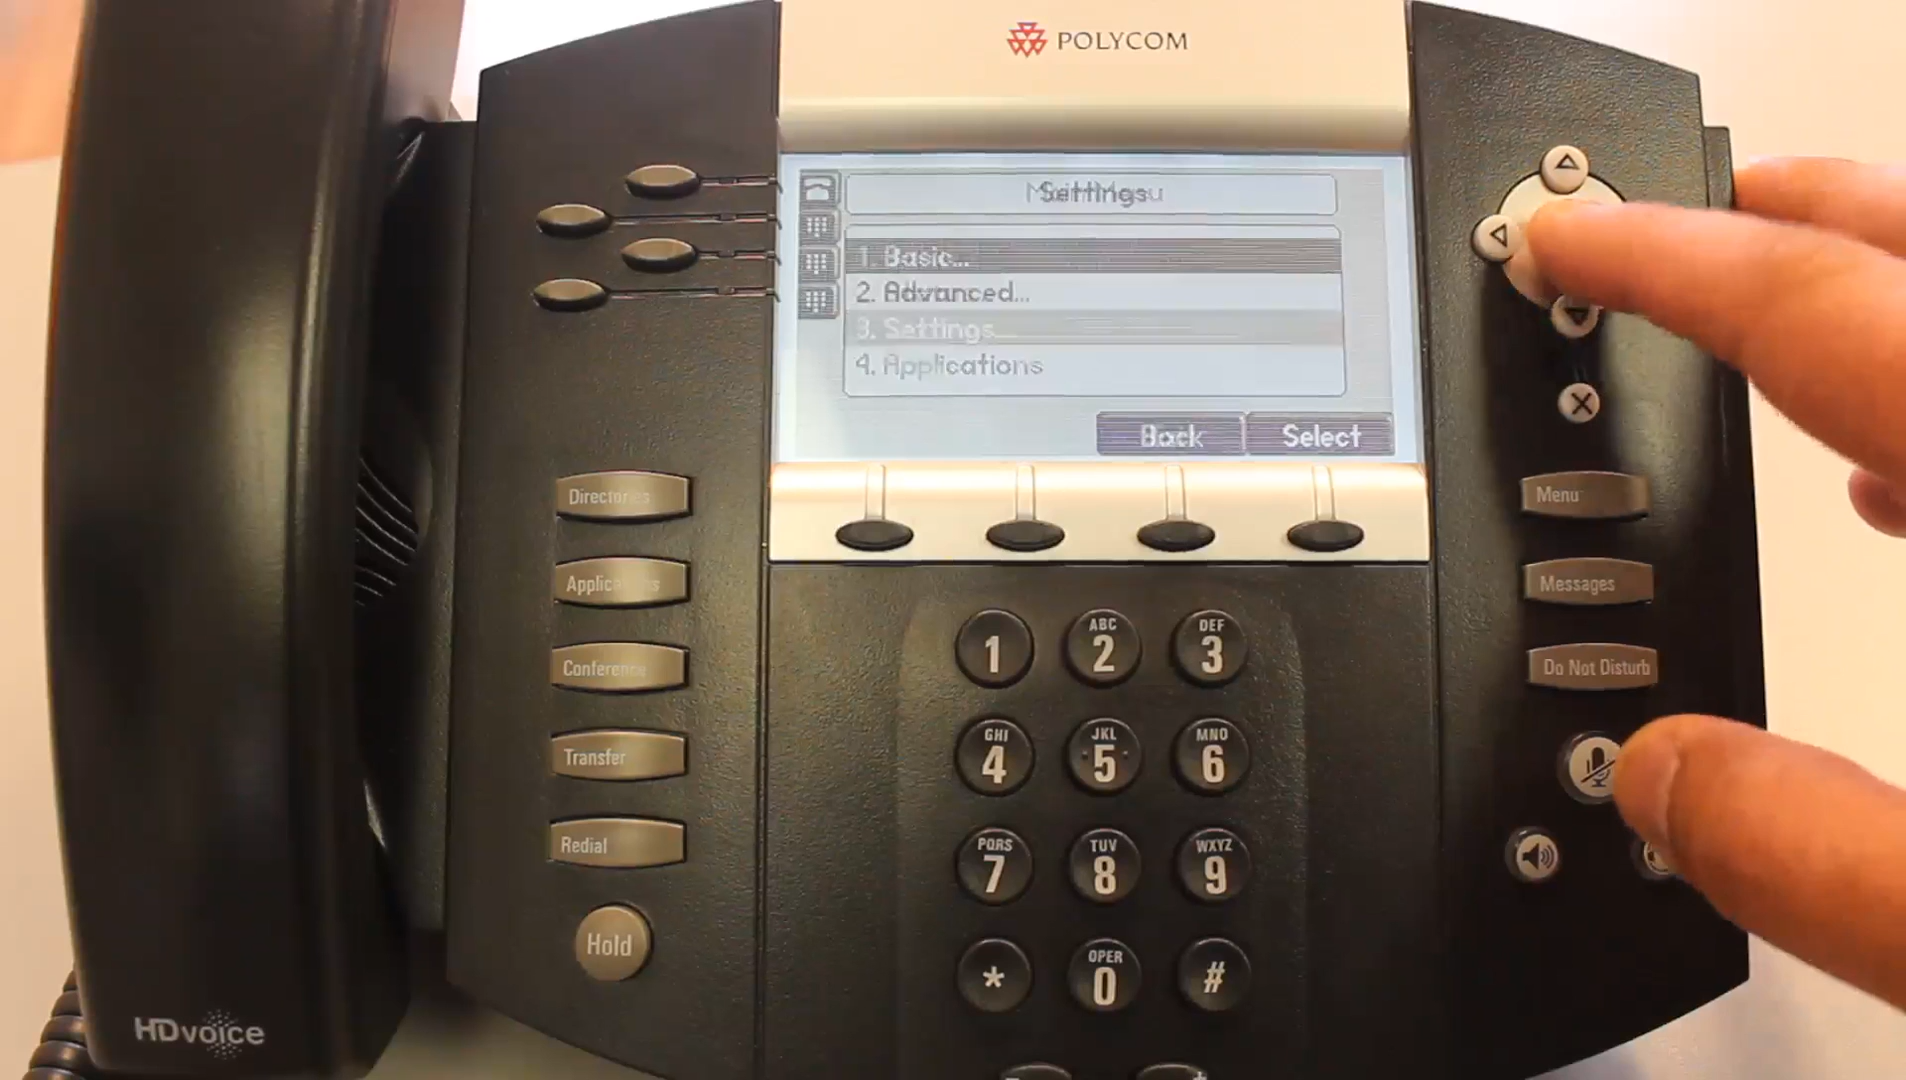 POLYCOM
Settings
1. Basic...
2. Advanced...
3. Settings...
4. Applications
Back
Select
Directories
Applications
Conference
Transfer
Redial
Hold
Menu
Messages
Do Not Disturb
1
ABC
2
DEF
3
GHI
4
JKL
5
MNO
6
PQRS
7
TUV
8
WXYZ
9
*
OPER
0
#
HDvoice